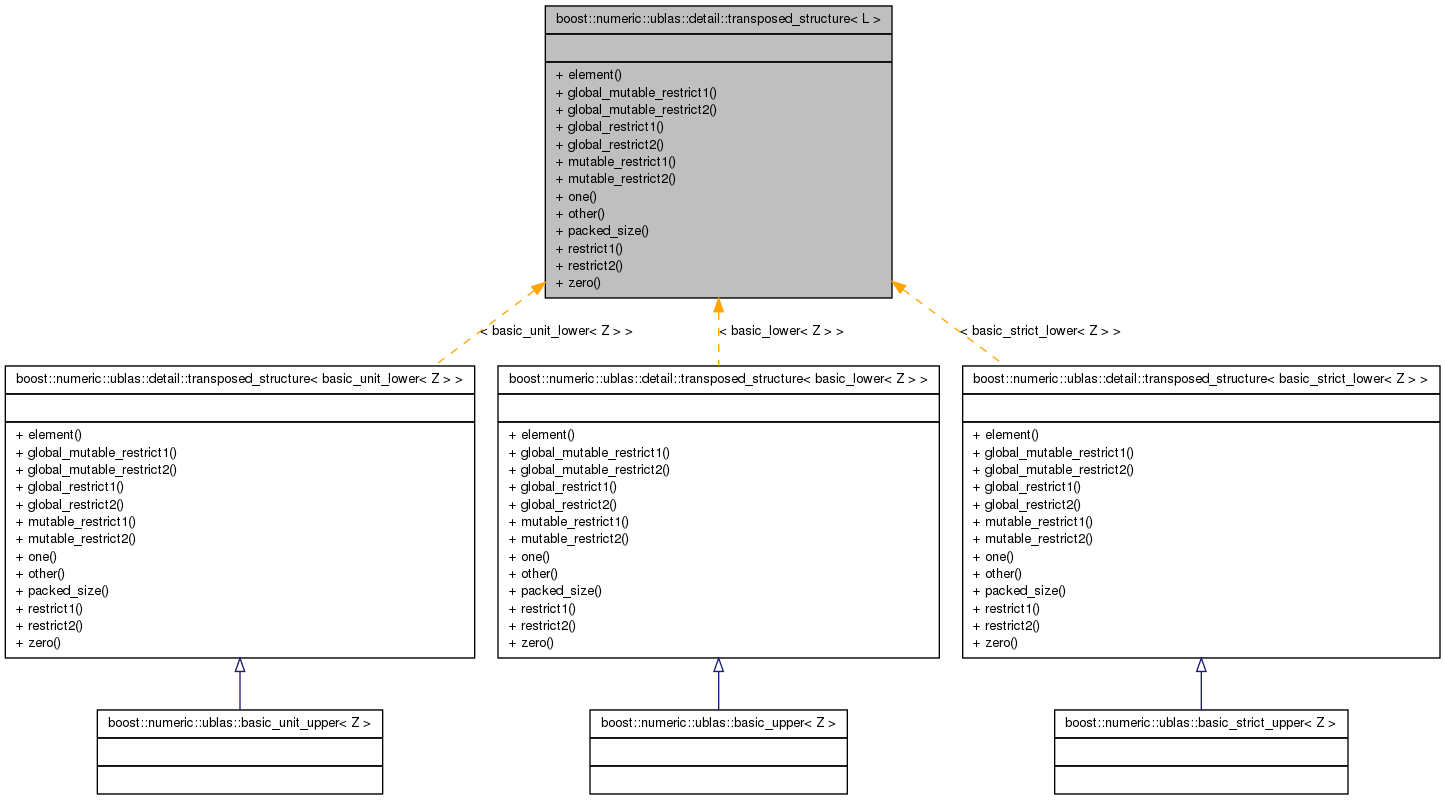 boost::numeric::ublas::detail::transposed_structure< L >
+ element()
+ global_mutable_restrict1()
+ global_mutable_restrict2()
+ global_restrict1()
+ global_restrict2()
+ mutable_restrict1()
+ mutable_restrict2()
+ one()
+ other()
+ packed_size()
+ restrict1()
+ restrict2()
+ zero()
< basic_unit_lower< Z > >
< basic_lower< Z > >
< basic_strict_lower< Z > >
boost::numeric::ublas::detail::transposed_structure< basic_unit_lower< Z > >
+ element()
+ global_mutable_restrict1()
+ global_mutable_restrict2()
+ global_restrict1()
+ global_restrict2()
+ mutable_restrict1()
+ mutable_restrict2()
+ one()
+ other()
+ packed_size()
+ restrict1()
+ restrict2()
+ zero()
boost::numeric::ublas::detail::transposed_structure< basic_lower< Z > >
+ element()
+ global_mutable_restrict1()
+ global_mutable_restrict2()
+ global_restrict1()
+ global_restrict2()
+ mutable_restrict1()
+ mutable_restrict2()
+ one()
+ other()
+ packed_size()
+ restrict1()
+ restrict2()
+ zero()
boost::numeric::ublas::detail::transposed_structure< basic_strict_lower< Z > >
+ element()
+ global_mutable_restrict1()
+ global_mutable_restrict2()
+ global_restrict1()
+ global_restrict2()
+ mutable_restrict1()
+ mutable_restrict2()
+ one()
+ other()
+ packed_size()
+ restrict1()
+ restrict2()
+ zero()
boost::numeric::ublas::basic_unit_upper< Z >
boost::numeric::ublas::basic_upper< Z >
boost::numeric::ublas::basic_strict_upper< Z >